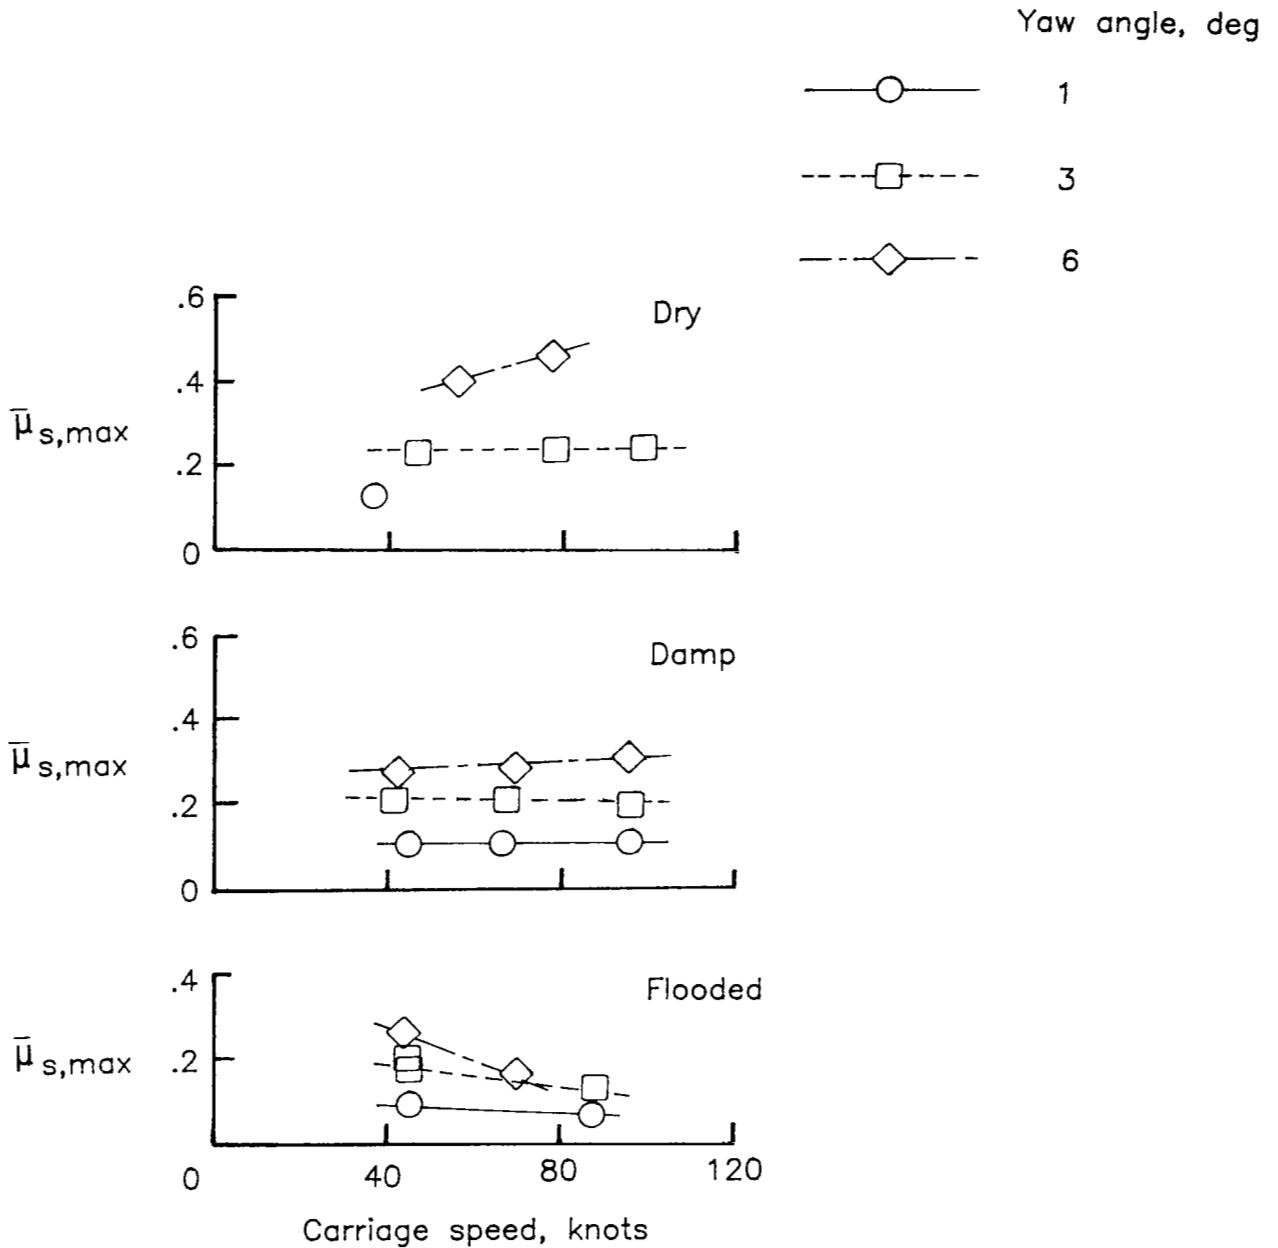 Yaw angle, deg
1
3
6
Dry
.6
.4
.2
0
μ̄s,max
Damp
.6
.4
.2
0
μ̄s,max
Flooded
.4
.2
0
μ̄s,max
40 80 120
Carriage speed, knots